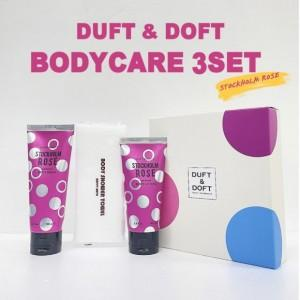 DUFT & DOFT
BODYCARE 3SET
STOCKHOLM ROSE
STOCKHOLM
ROSE
BODY SHOWER TOWEL
STOCKHOLM
ROSE
DUFT &
DOFT